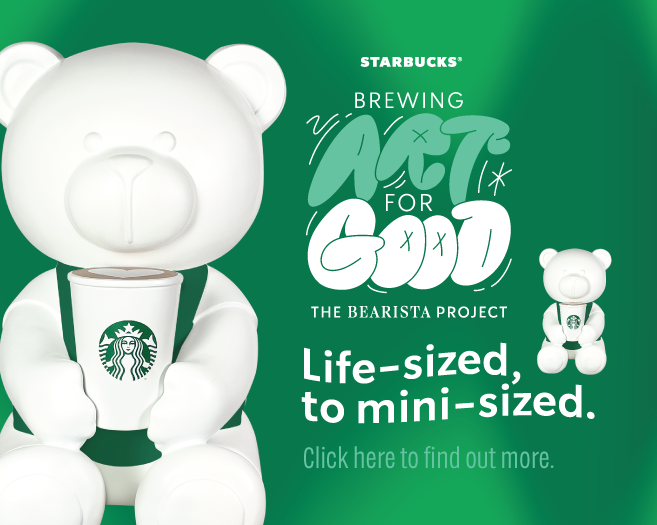 STARBUCKS®
BREWING
ART
FOR
GOOD
THE BEARISTA PROJECT
Life-sized,
to mini-sized.
Click here to find out more.